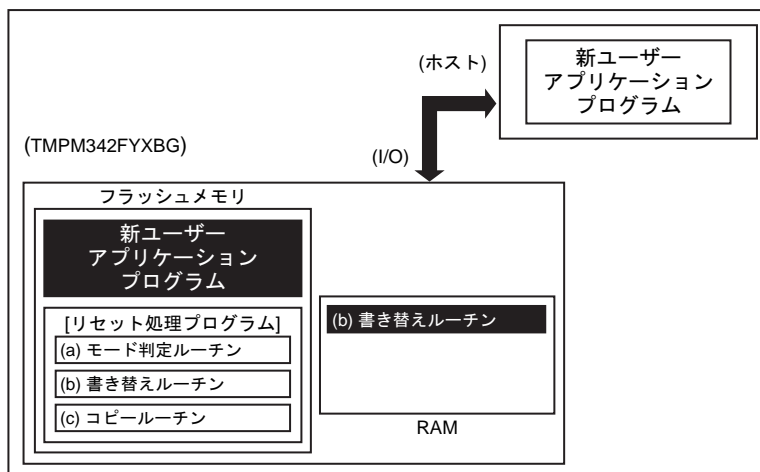 (ホスト)
新ユーザー
アプリケーション
プログラム
(TMPM342FYXBG)
(I/O)
フラッシュメモリ
新ユーザー
アプリケーション
プログラム
[リセット処理プログラム]
(a) モード判定ルーチン
(b) 書き替えルーチン
(c) コピールーチン
(b) 書き替えルーチン
RAM